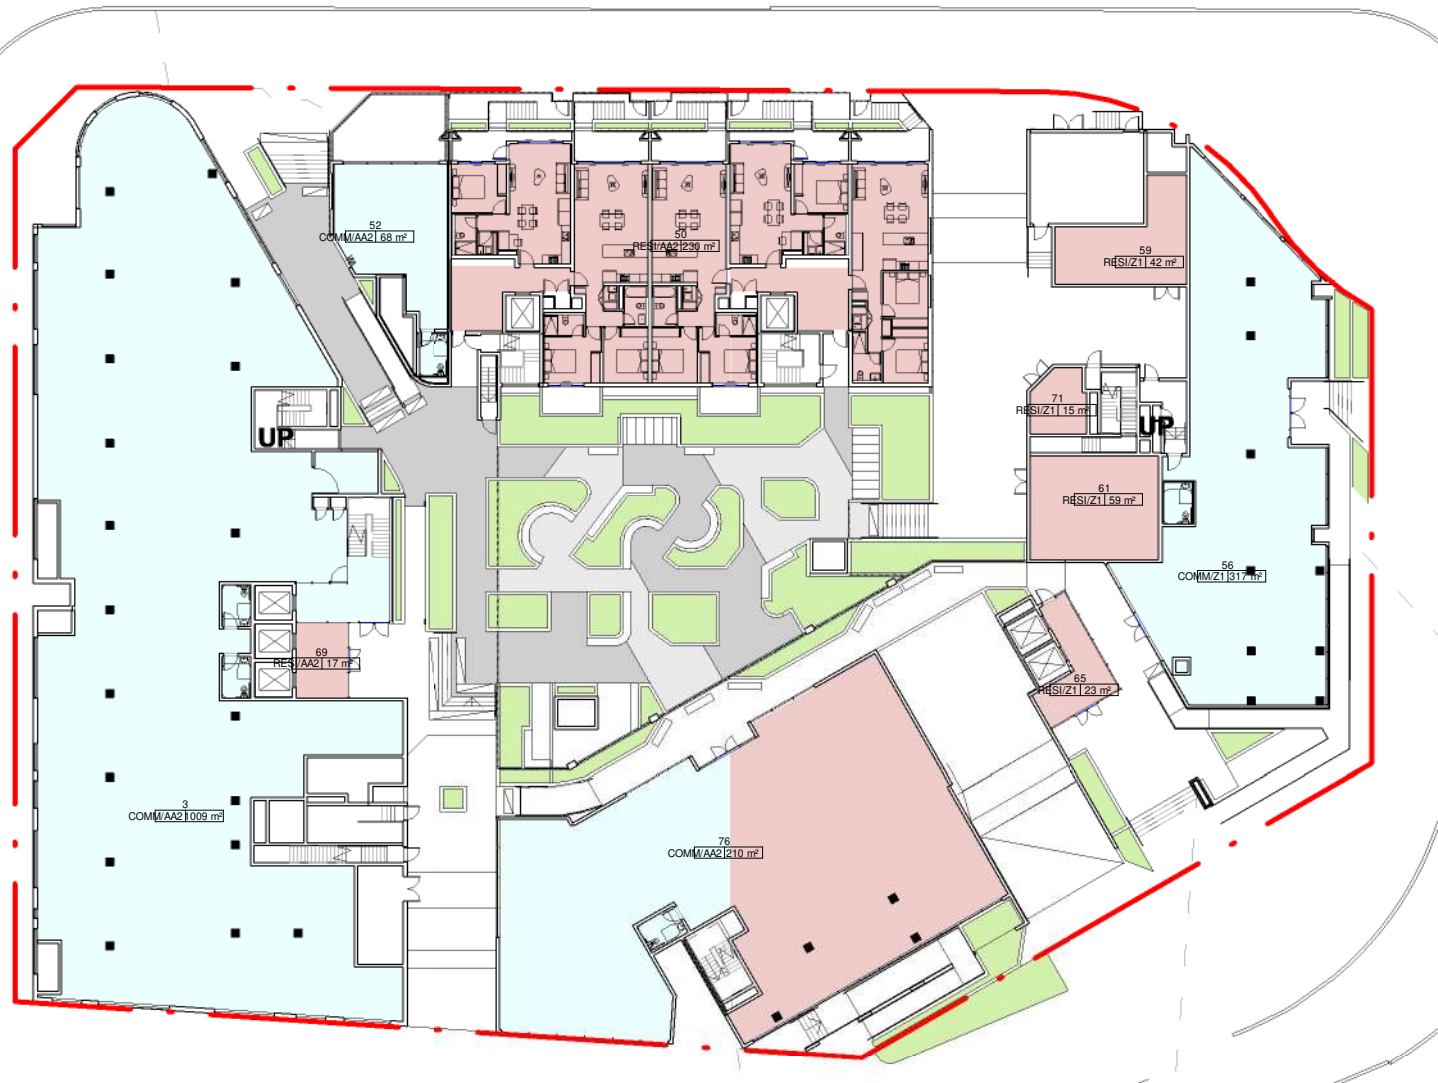 52
COMM/AA2 68 m²
50
RESI/AA2 230 m²
59
RESI/Z1 42 m²
71
RESI/Z1 15 m²
UP
UP
61
RESI/Z1 59 m²
56
COMM/Z1 317 m²
69
RESI/AA2 17 m²
65
RESI/Z1 23 m²
3
COMM/AA2 1009 m²
76
COMM/AA2 210 m²